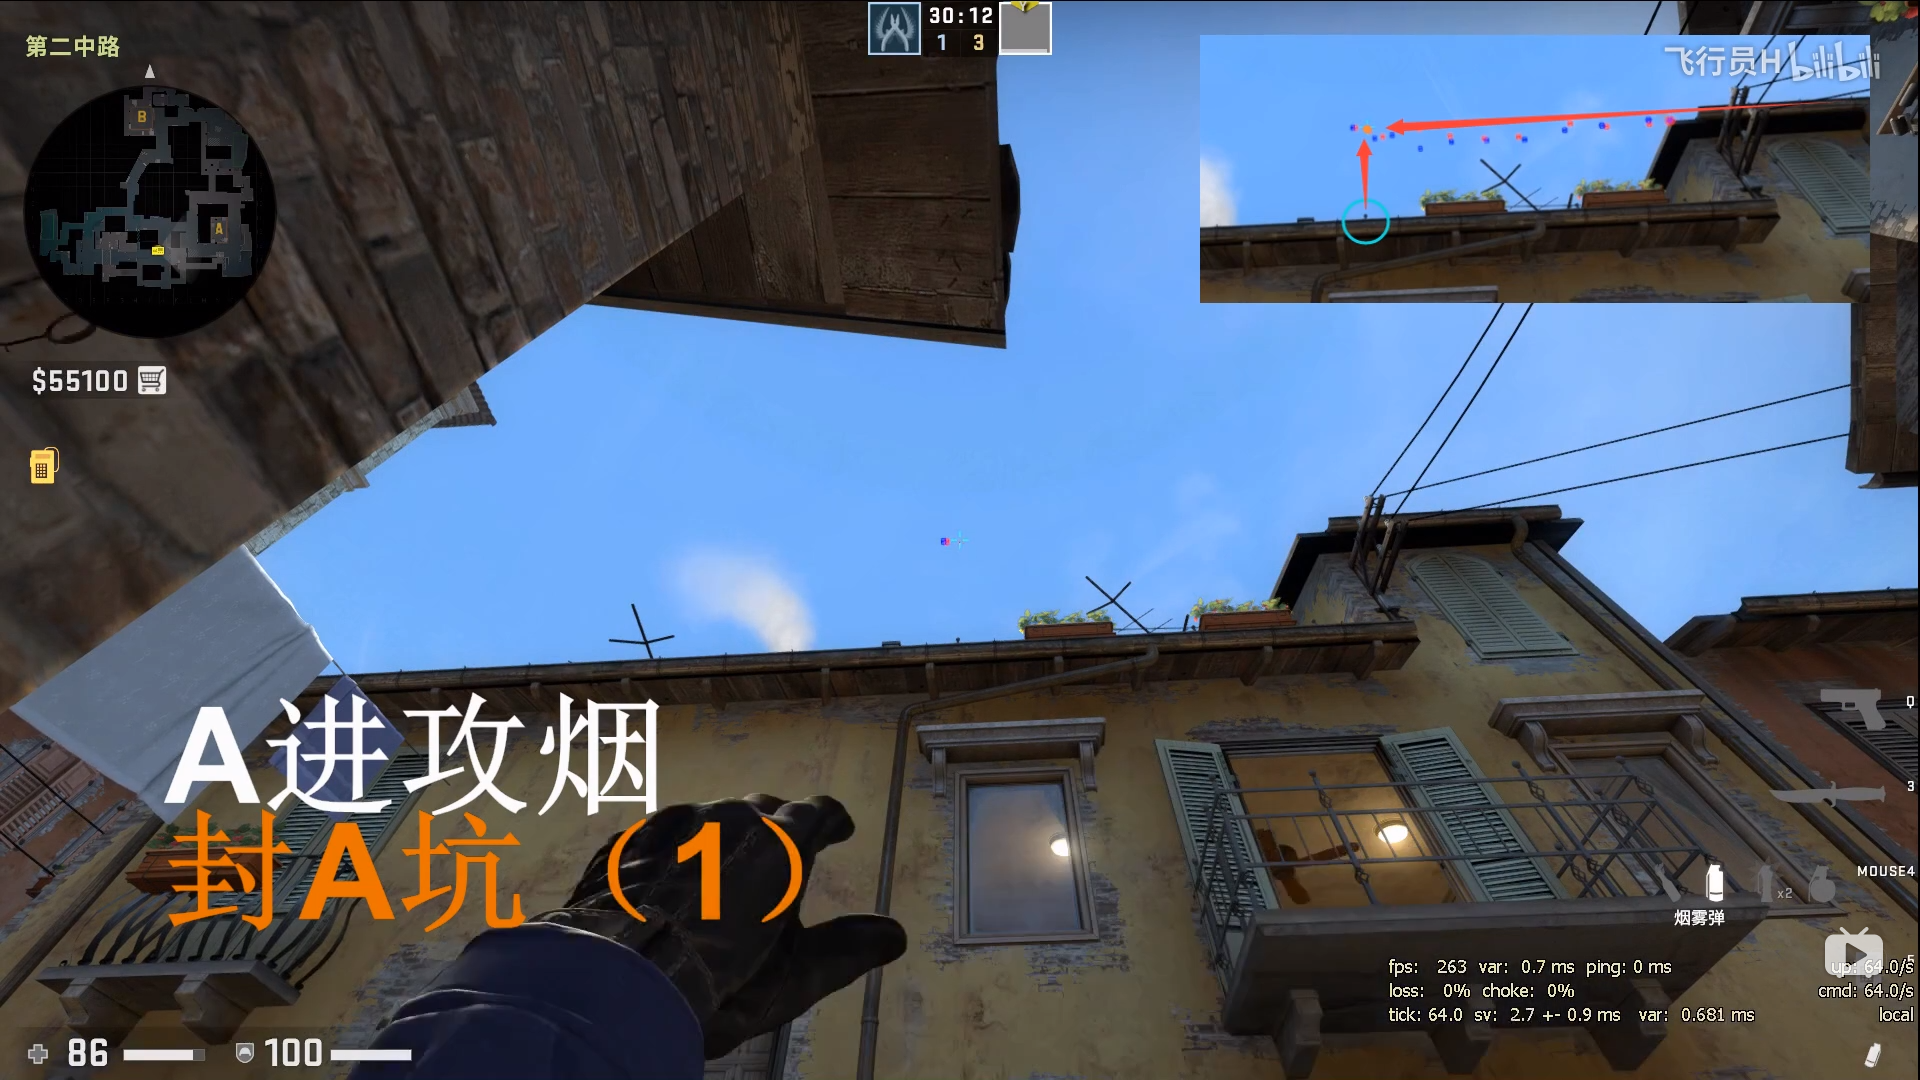 第二中路
30:12
1 3
飞行员H bilibili
B
A
$55100
A进攻烟
封A坑（1）
Q
3
MOUSE4
x2
烟雾弹
5
fps: 263 var: 0.7 ms ping: 0 ms
up: 64.0/s
loss: 0% choke: 0%
cmd: 64.0/s
tick: 64.0 sv: 2.7 +- 0.9 ms var: 0.681 ms
local
86
100